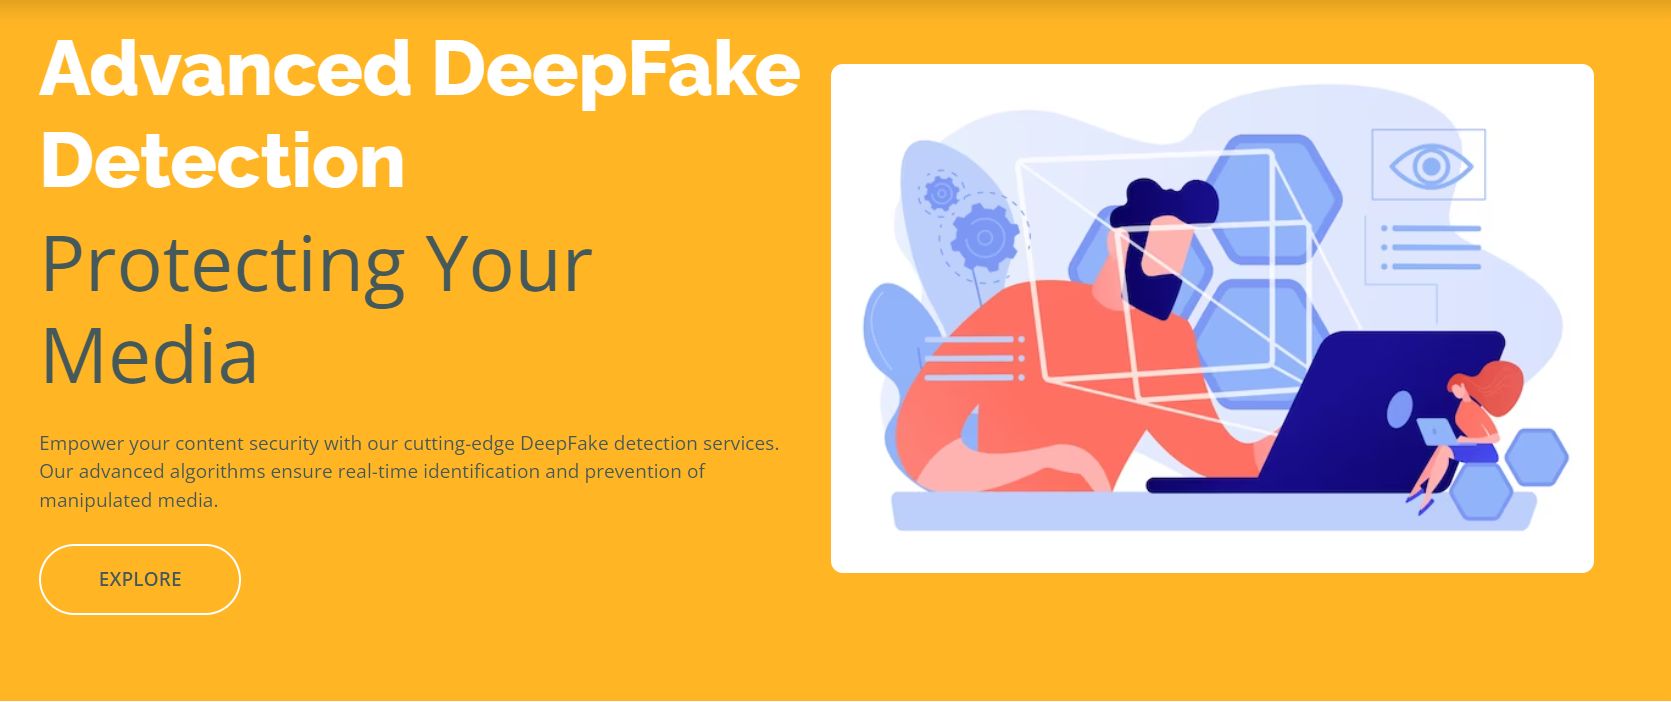 Advanced DeepFake
Detection
Protecting Your
Media
Empower your content security with our cutting-edge DeepFake detection services.
Our advanced algorithms ensure real-time identification and prevention of
manipulated media.
EXPLORE